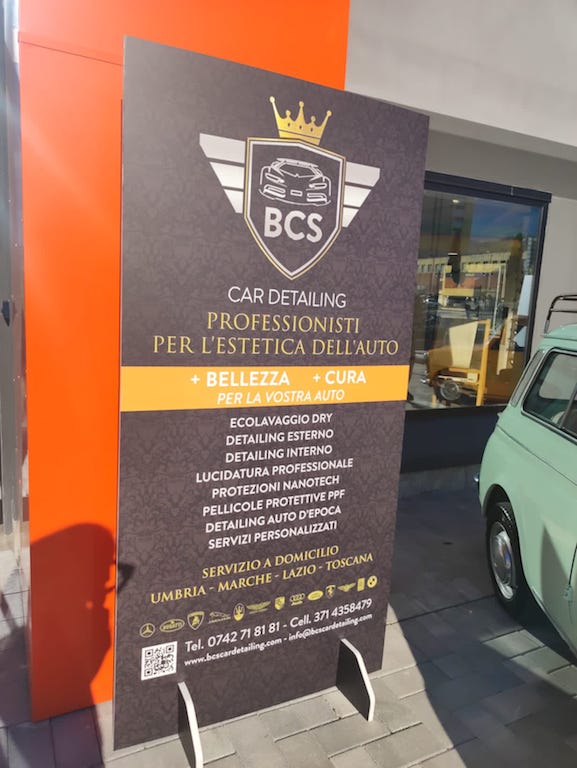 BCS
CAR DETAILING
PROFESSIONISTI
PER L'ESTETICA DELL'AUTO
+ BELLEZZA + CURA
PER LA VOSTRA AUTO
ECOLAVAGGIO DRY
DETAILING ESTERNO
DETAILING INTERNO
LUCIDATURA PROFESSIONALE
PROTEZIONI NANOTECH
PELLICOLE PROTETTIVE PPF
DETAILING AUTO D'EPOCA
SERVIZI PERSONALIZZATI
SERVIZIO A DOMICILIO
UMBRIA - MARCHE - LAZIO - TOSCANA
Tel. 0742 71 81 81 - Cell. 371 4358479
www.bcscardetailing.com - info@bcscardetailing.com